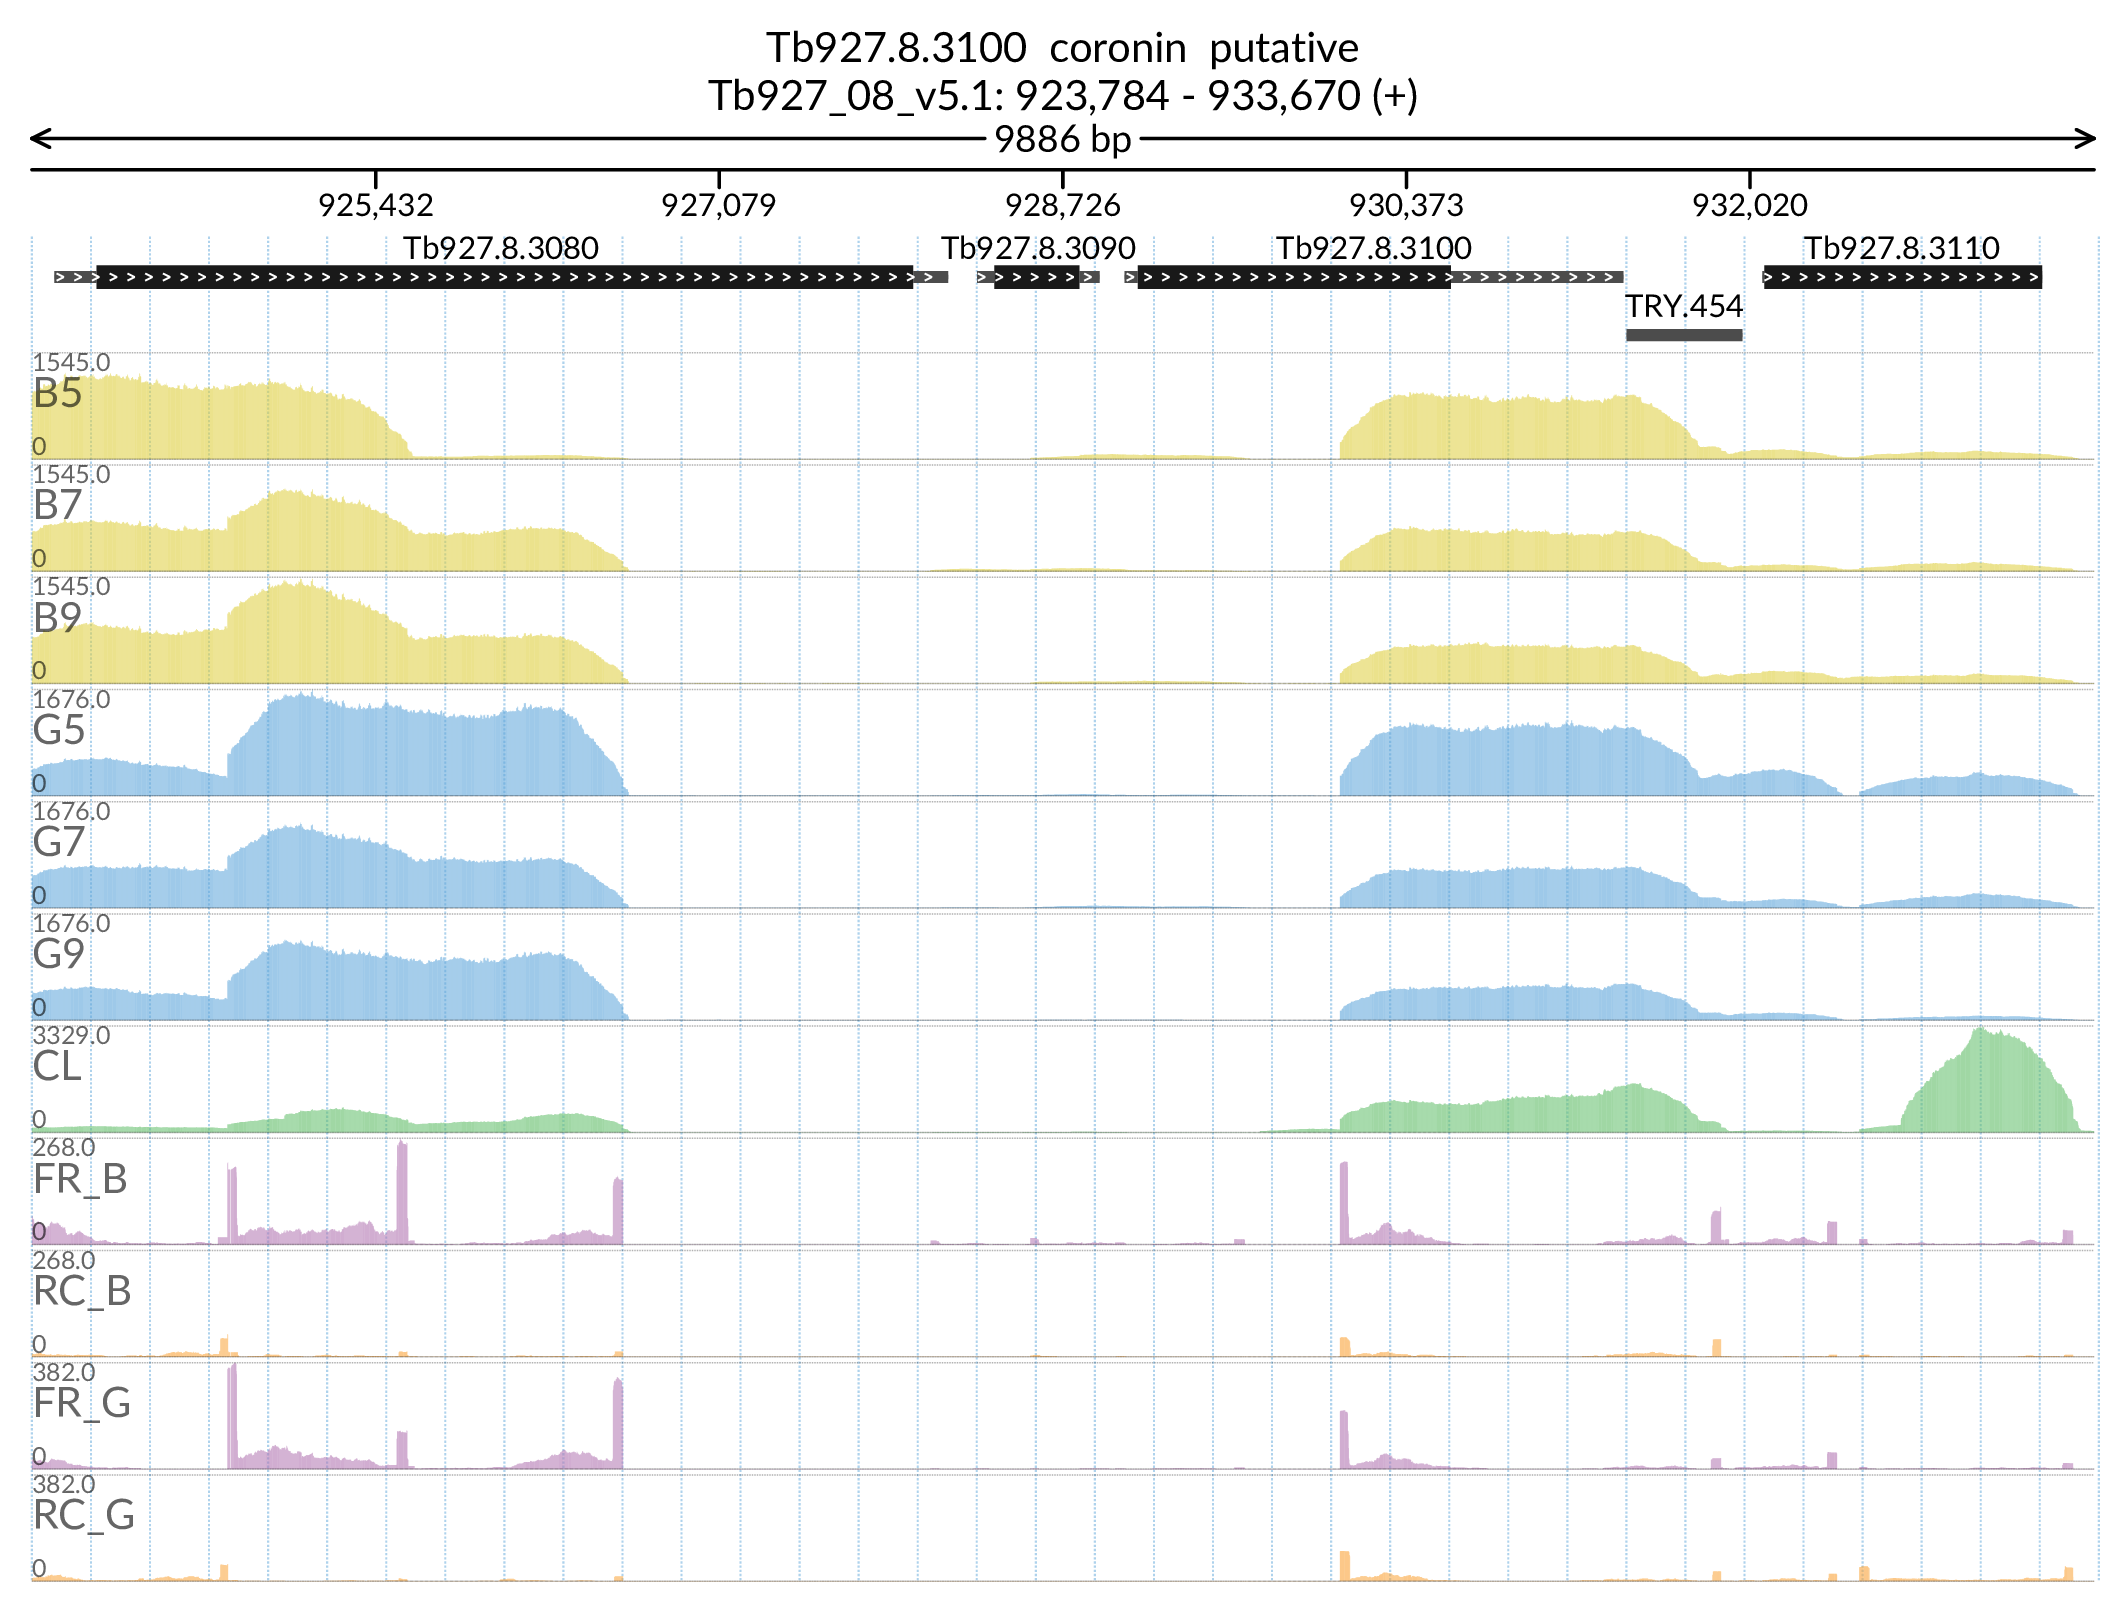 Tb927.8.3100 coronin putative
Tb927_08_v5.1: 923,784 - 933,670 (+)
9886 bp
925,432 927,079 928,726 930,373 932,020
Tb927.8.3080 Tb927.8.3090 Tb927.8.3100 Tb927.8.3110
TRY.454
1545.0
B5
0
1545.0
B7
0
1545.0
B9
0
1676.0
G5
0
1676.0
G7
0
1676.0
G9
0
3329.0
CL
0
268.0
FR_B
0
268.0
RC_B
0
382.0
FR_G
0
382.0
RC_G
0